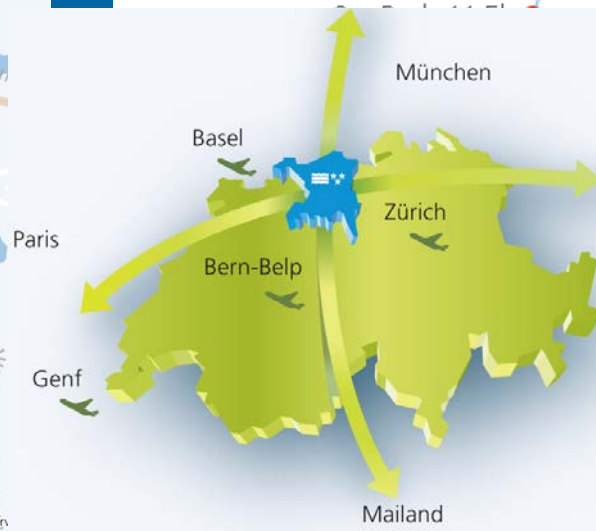 München
Basel
Zürich
Paris
Bern-Belp
Genf
Mailand